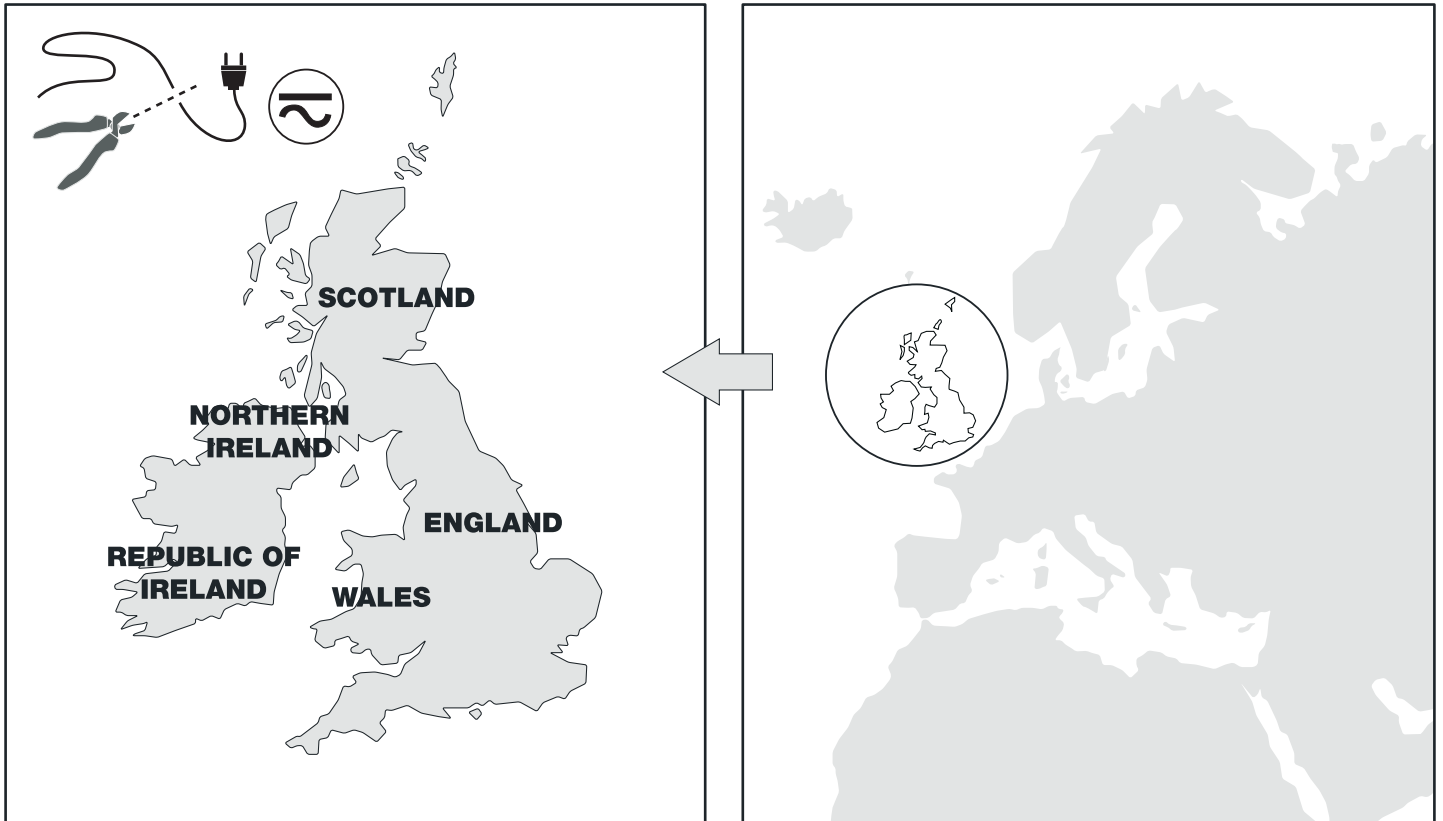 SCOTLAND
NORTHERN
IRELAND
ENGLAND
REPUBLIC OF
IRELAND
WALES